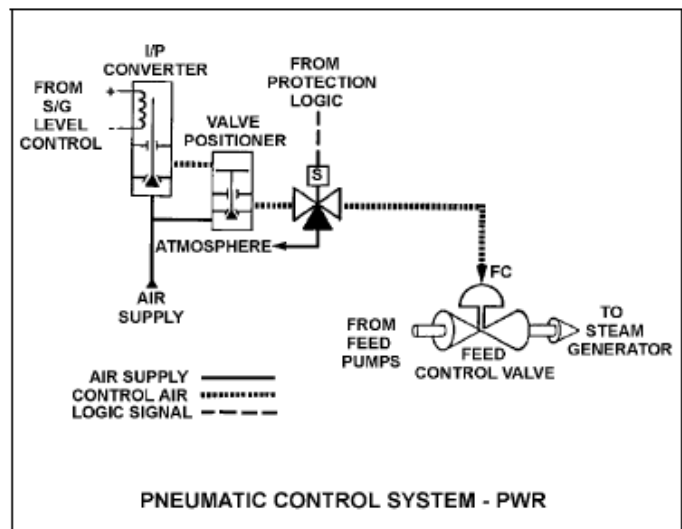 I/P
CONVERTER
FROM
S/G
LEVEL
CONTROL
+
-
VALVE
POSITIONER
FROM
PROTECTION
LOGIC
S
ATMOSPHERE
AIR
SUPPLY
FC
FROM
FEED
PUMPS
FEED
CONTROL VALVE
TO
STEAM
GENERATOR
AIR SUPPLY
CONTROL AIR
LOGIC SIGNAL
PNEUMATIC CONTROL SYSTEM - PWR